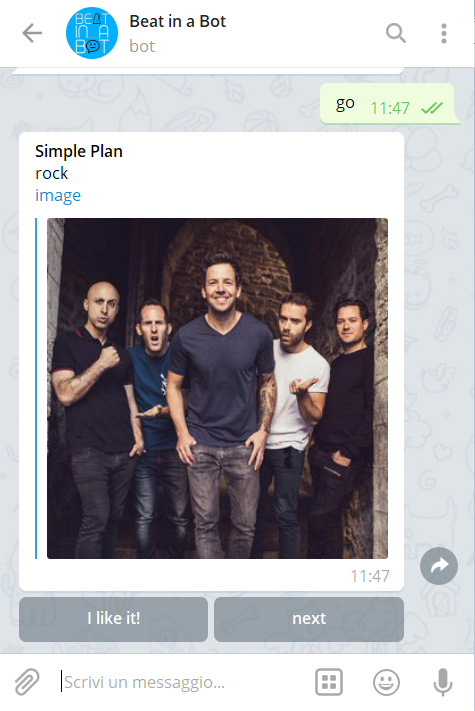 BEAT
IN A
BOT
Beat in a Bot
bot
go 11:47
Simple Plan
rock
image
11:47
I like it!
next
Scrivi un messaggio...